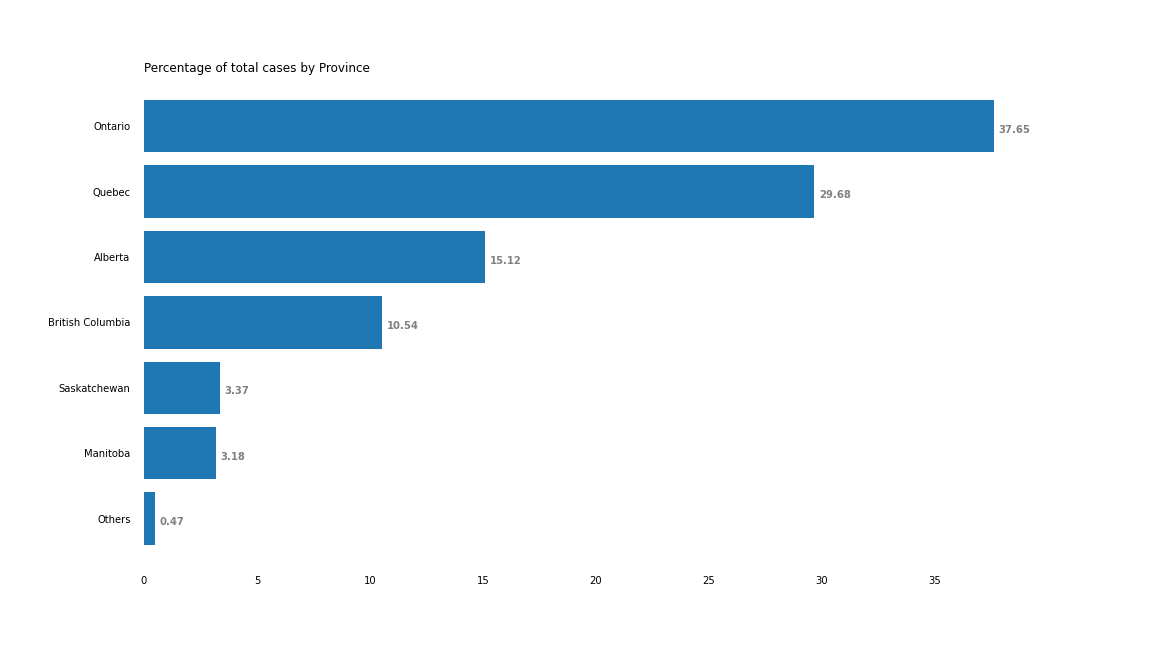 Percentage of total cases by Province
Ontario 37.65
Quebec 29.68
Alberta 15.12
British Columbia 10.54
Saskatchewan 3.37
Manitoba 3.18
Others 0.47
0 5 10 15 20 25 30 35